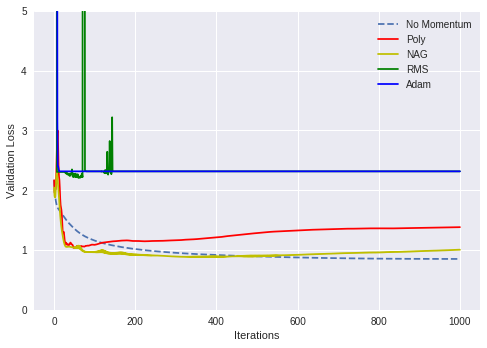 5
4
3
2
1
0
Validation Loss
No Momentum
Poly
NAG
RMS
Adam
0 200 400 600 800 1000
Iterations